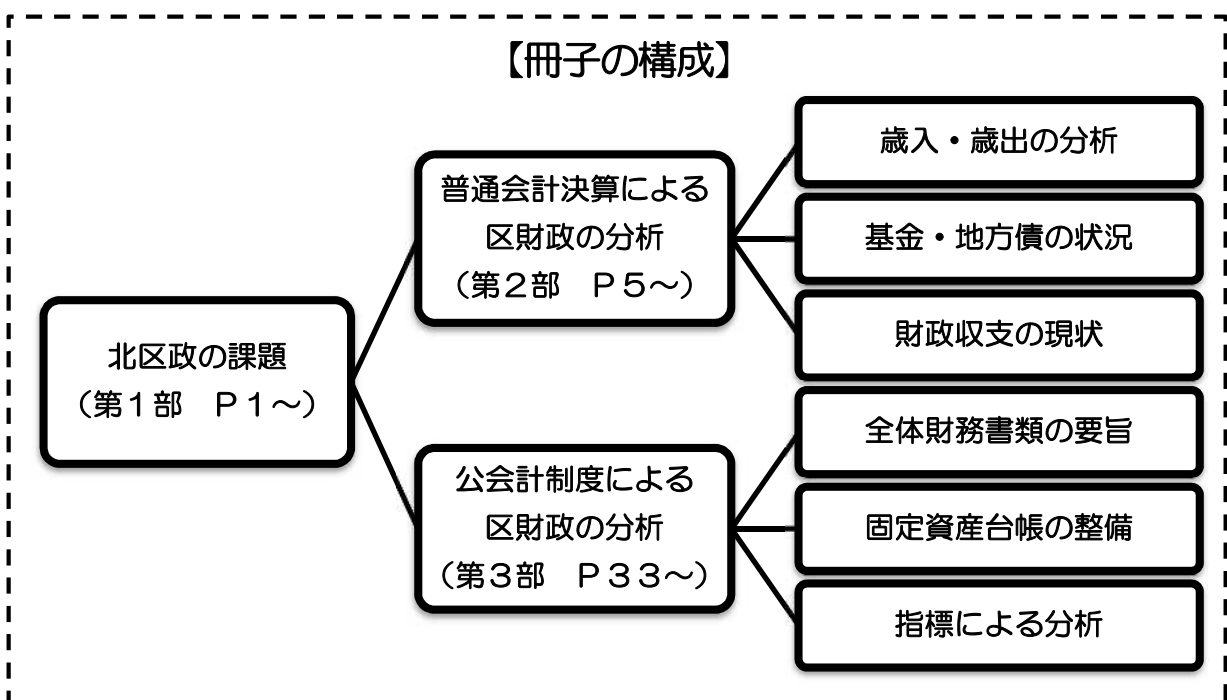 【冊子の構成】
北区政の課題
（第１部　Ｐ１～）
普通会計決算による
区財政の分析
（第２部　Ｐ５～）
歳入・歳出の分析
基金・地方債の状況
財政収支の現状
公会計制度による
区財政の分析
（第３部　Ｐ３３～）
全体財務書類の要旨
固定資産台帳の整備
指標による分析